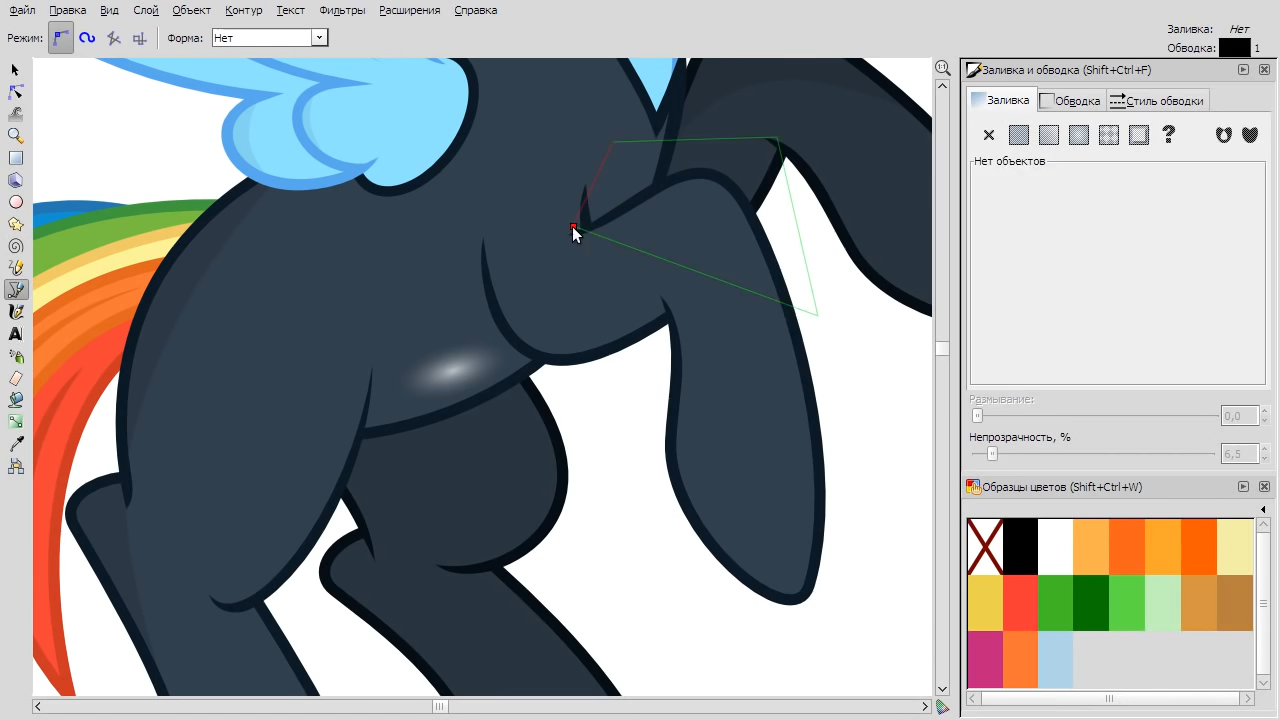 Файл Правка Вид Слой Объект Контур Текст Фильтры Расширения Справка
Режим: Форма: Нет
Заливка: Нет
Обводка: 1
Заливка и обводка (Shift+Ctrl+F)
Заливка Обводка Стиль обводки
Нет объектов
Размывание:
0,0
Непрозрачность, %
6,5
Образцы цветов (Shift+Ctrl+W)